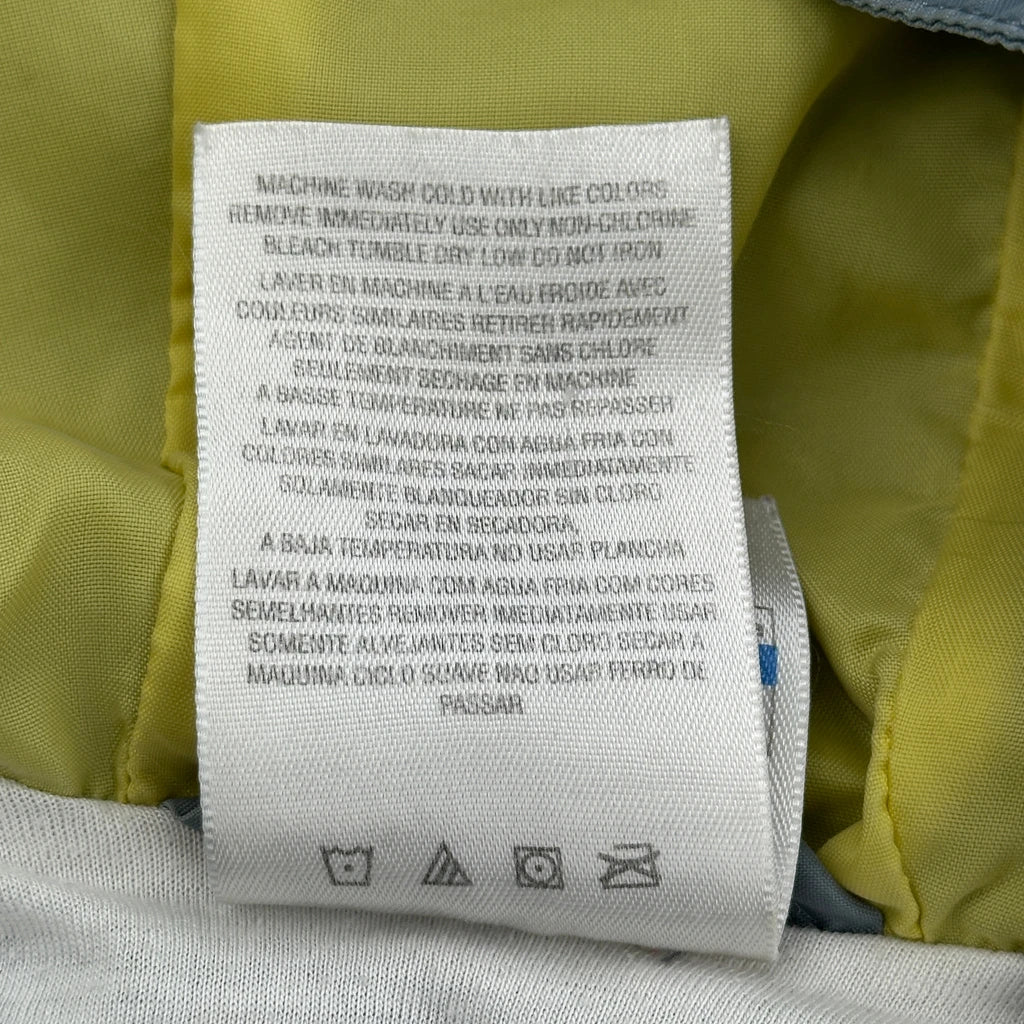 MACHINE WASH COLD WITH LIKE COLORS
REMOVE IMMEDIATELY USE ONLY NON-CHLORINE
BLEACH TUMBLE DRY LOW DO NOT IRON
LAVER EN MACHINE A L'EAU FROIDE AVEC
COULEURS SIMILAIRES RETIRER RAPIDEMENT
AGENT DE BLANCHIMENT SANS CHLORE
SEULEMENT SECHAGE EN MACHINE
A BASSE TEMPERATURE NE PAS REPASSER
LAVAR EN LAVADORA CON AGUA FRIA CON
COLORES SIMILARES SACAR INMEDIATAMENTE
SOLAMENTE BLANQUEADOR SIN CLORO
SECAR EN SECADORA,
A BAJA TEMPERATURA NO USAR PLANCHA
LAVAR A MAQUINA COM AGUA FRIA COM CORES
SEMELHANTES REMOVER IMEDIATAMENTE USAR
SOMENTE ALVEJANTES SEM CLORO SECAR A
MAQUINA CICLO SUAVE NAO USAR FERRO DE
PASSAR